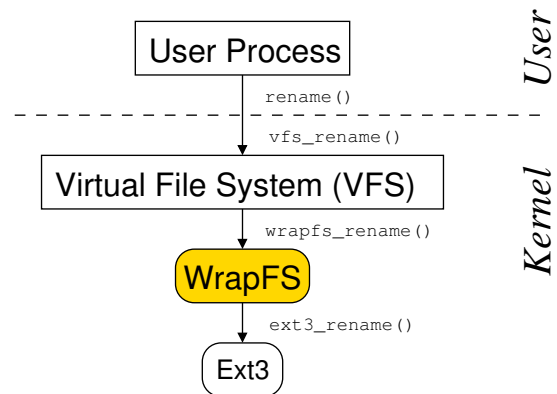 User Process
User
rename()
vfs_rename()
Virtual File System (VFS)
Kernel
wrapfs_rename()
WrapFS
ext3_rename()
Ext3